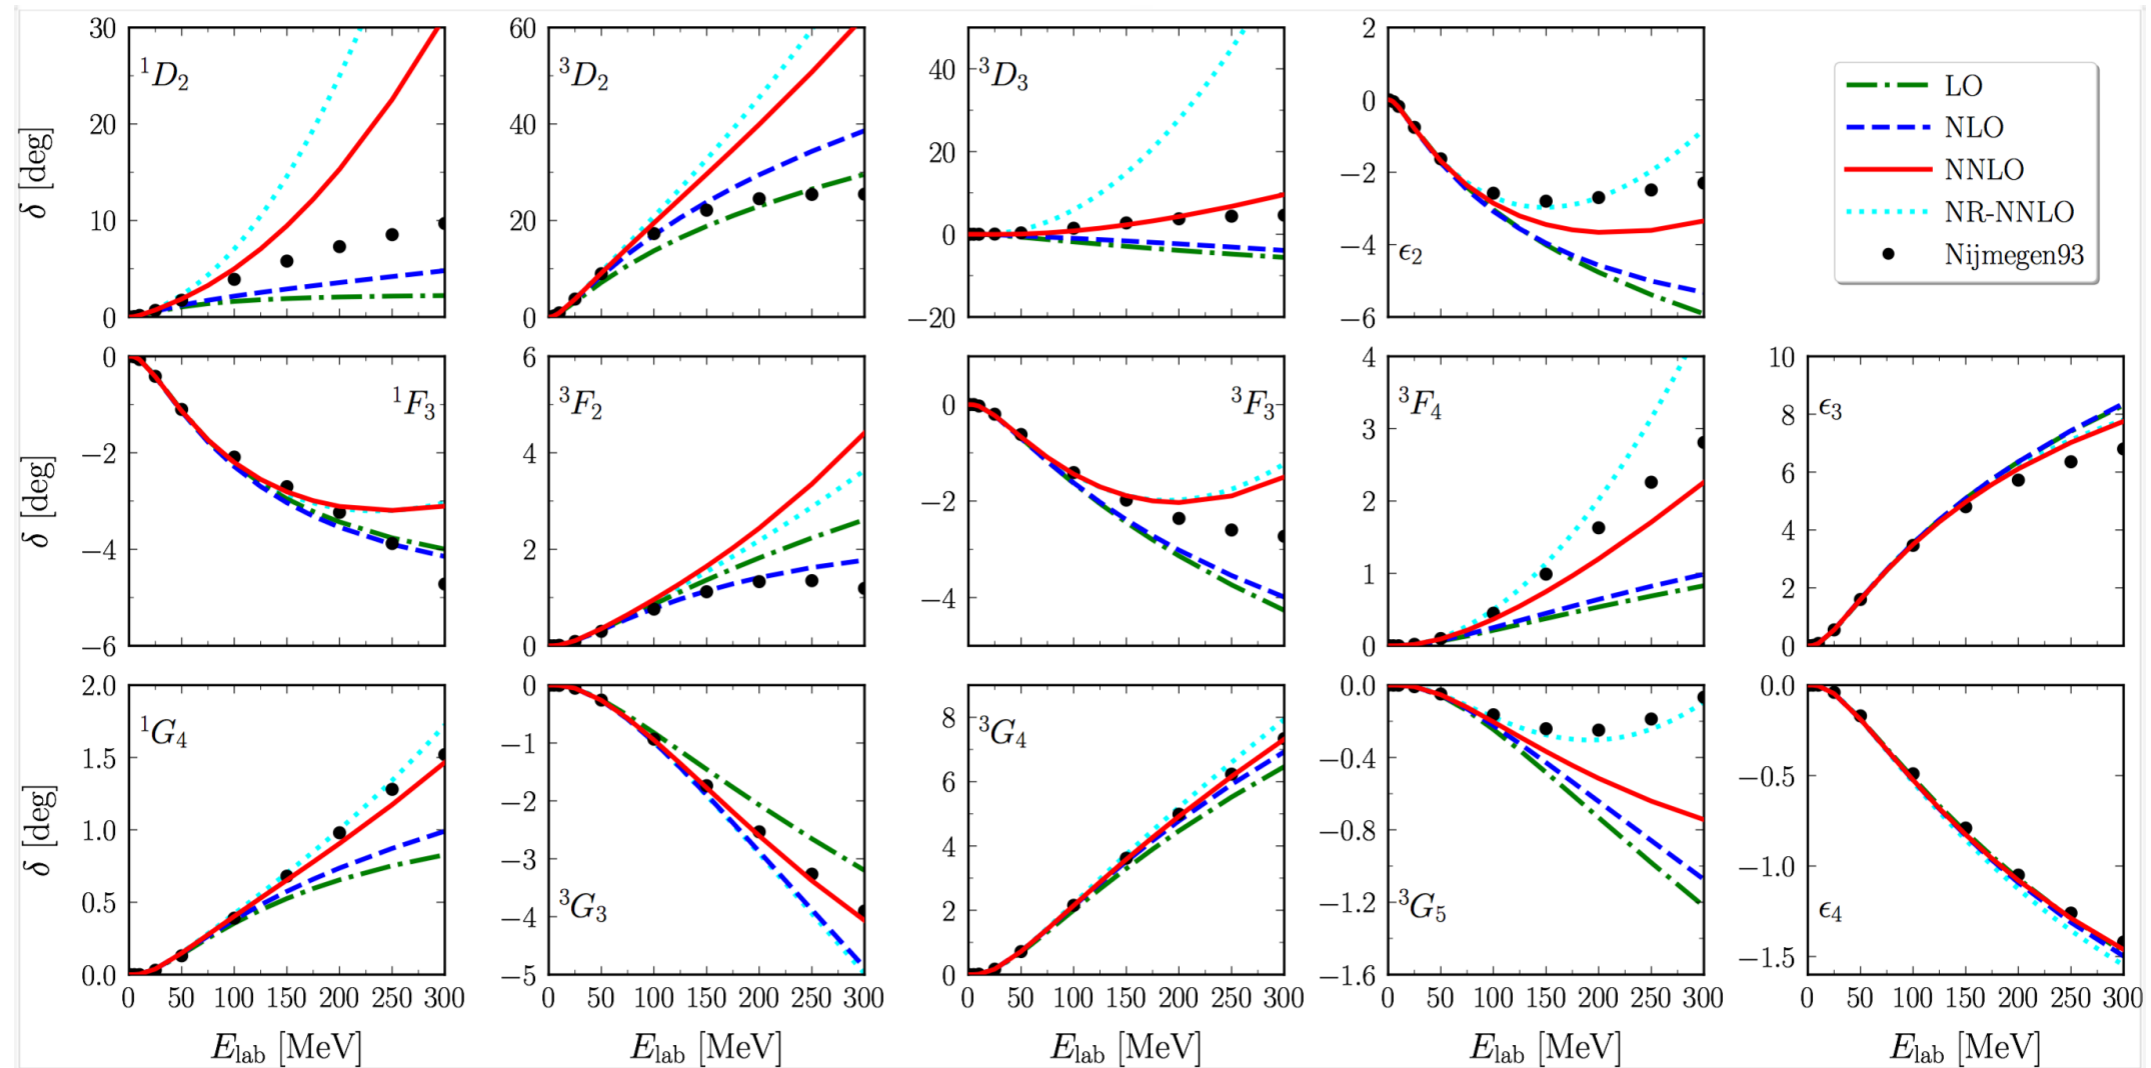 30
20
10
0
δ [deg]
¹D₂
60
40
20
0
³D₂
40
20
0
−20
³D₃
2
0
−2
−4
−6
ϵ₂
LO
NLO
NNLO
NR-NNLO
Nijmegen93
0
−2
−4
−6
δ [deg]
¹F₃
6
4
2
0
³F₂
0
−2
−4
³F₃
4
3
2
1
0
³F₄
10
8
6
4
2
0
ϵ₃
2.0
1.5
1.0
0.5
0.0
δ [deg]
¹G₄
0 50 100 150 200 250 300
E_lab [MeV]
0
−1
−2
−3
−4
−5
³G₃
0 50 100 150 200 250 300
E_lab [MeV]
8
6
4
2
0
³G₄
0 50 100 150 200 250 300
E_lab [MeV]
0.0
−0.4
−0.8
−1.2
−1.6
³G₅
0 50 100 150 200 250 300
E_lab [MeV]
0.0
−0.5
−1.0
−1.5
ϵ₄
0 50 100 150 200 250 300
E_lab [MeV]